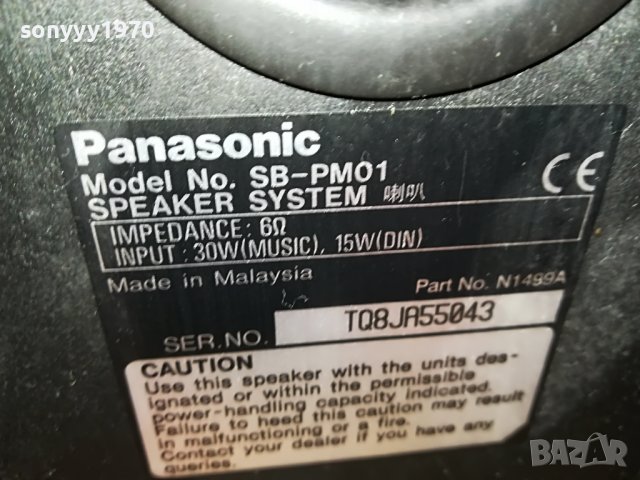 sonyyy1970
Panasonic
Model No. SB-PM01
SPEAKER SYSTEM 喇叭
CE
IMPEDANCE: 6Ω
INPUT : 30W(MUSIC), 15W(DIN)
Made in Malaysia
Part No. N1499A
SER.NO. TQ8JA55043
CAUTION
Use this speaker with the units des-
ignated or within the permissible
power-handling capacity indicated.
Failure to heed this caution may result
in malfunctioning or a fire.
Contact your dealer if you have any
queries.
BAZAR